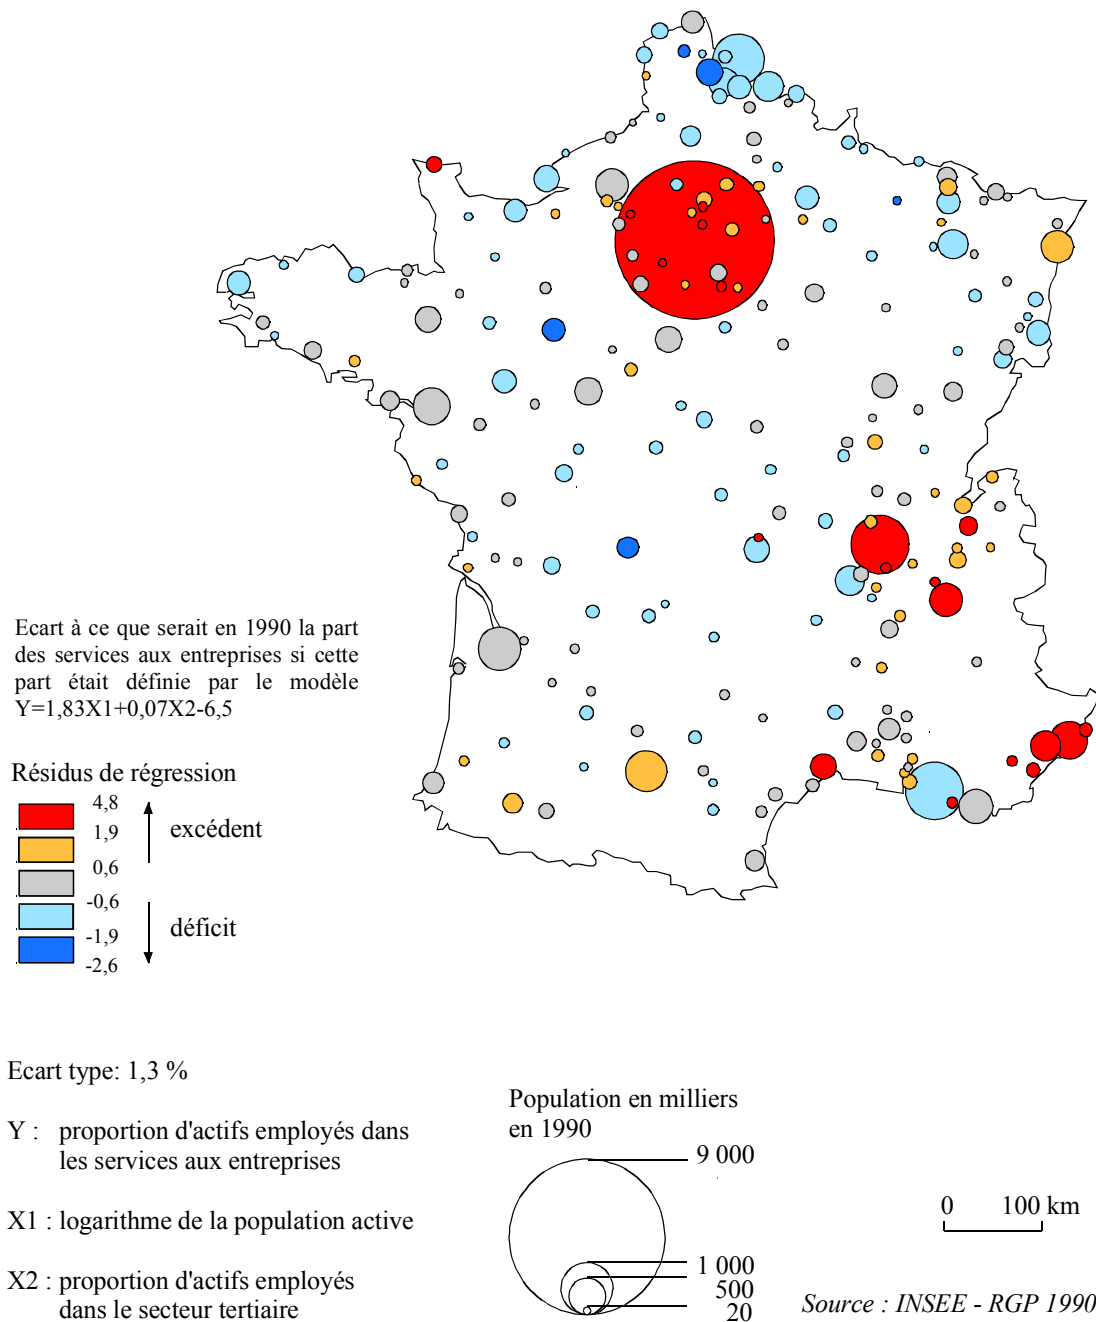 Ecart à ce que serait en 1990 la part
des services aux entreprises si cette
part était définie par le modèle
Y=1,83X1+0,07X2-6,5
Résidus de régression
4,8
1,9
excédent
0,6
-0,6
-1,9
déficit
-2,6
Ecart type: 1,3 %
Y : proportion d'actifs employés dans
les services aux entreprises
X1 : logarithme de la population active
X2 : proportion d'actifs employés
dans le secteur tertiaire
Population en milliers
en 1990
9 000
1 000
500
20
0 100 km
Source : INSEE - RGP 1990